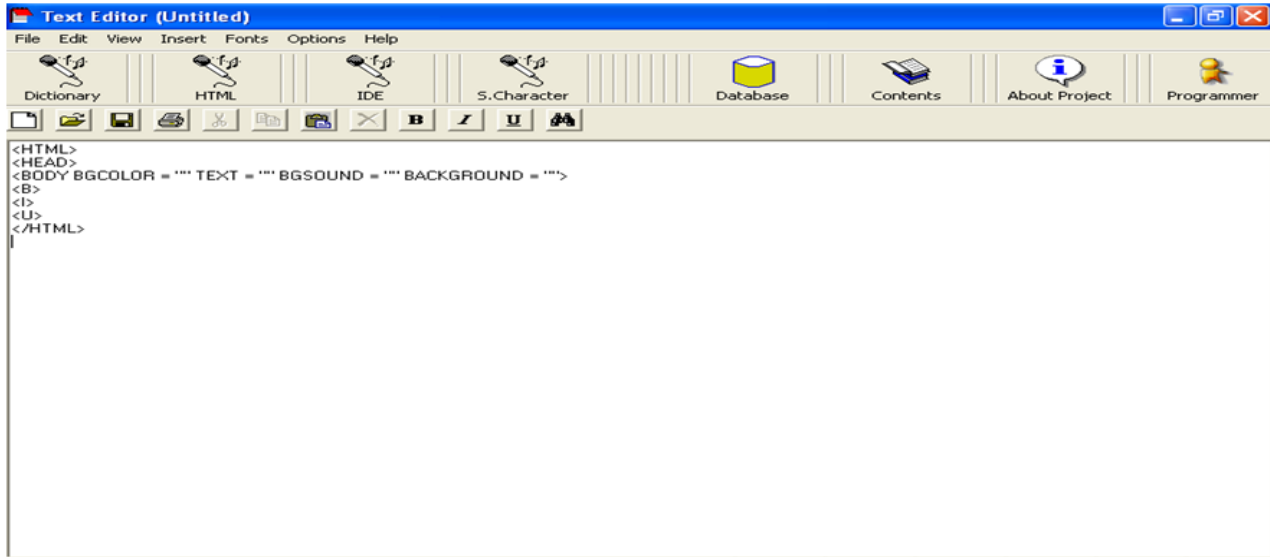 Text Editor (Untitled)
File Edit View Insert Fonts Options Help
Dictionary HTML IDE S.Character Database Contents About Project Programmer
B I U
<HTML>
<HEAD>
<BODY BGCOLOR = "" TEXT = "" BGSOUND = "" BACKGROUND = "">
<B>
<I>
<U>
</HTML>